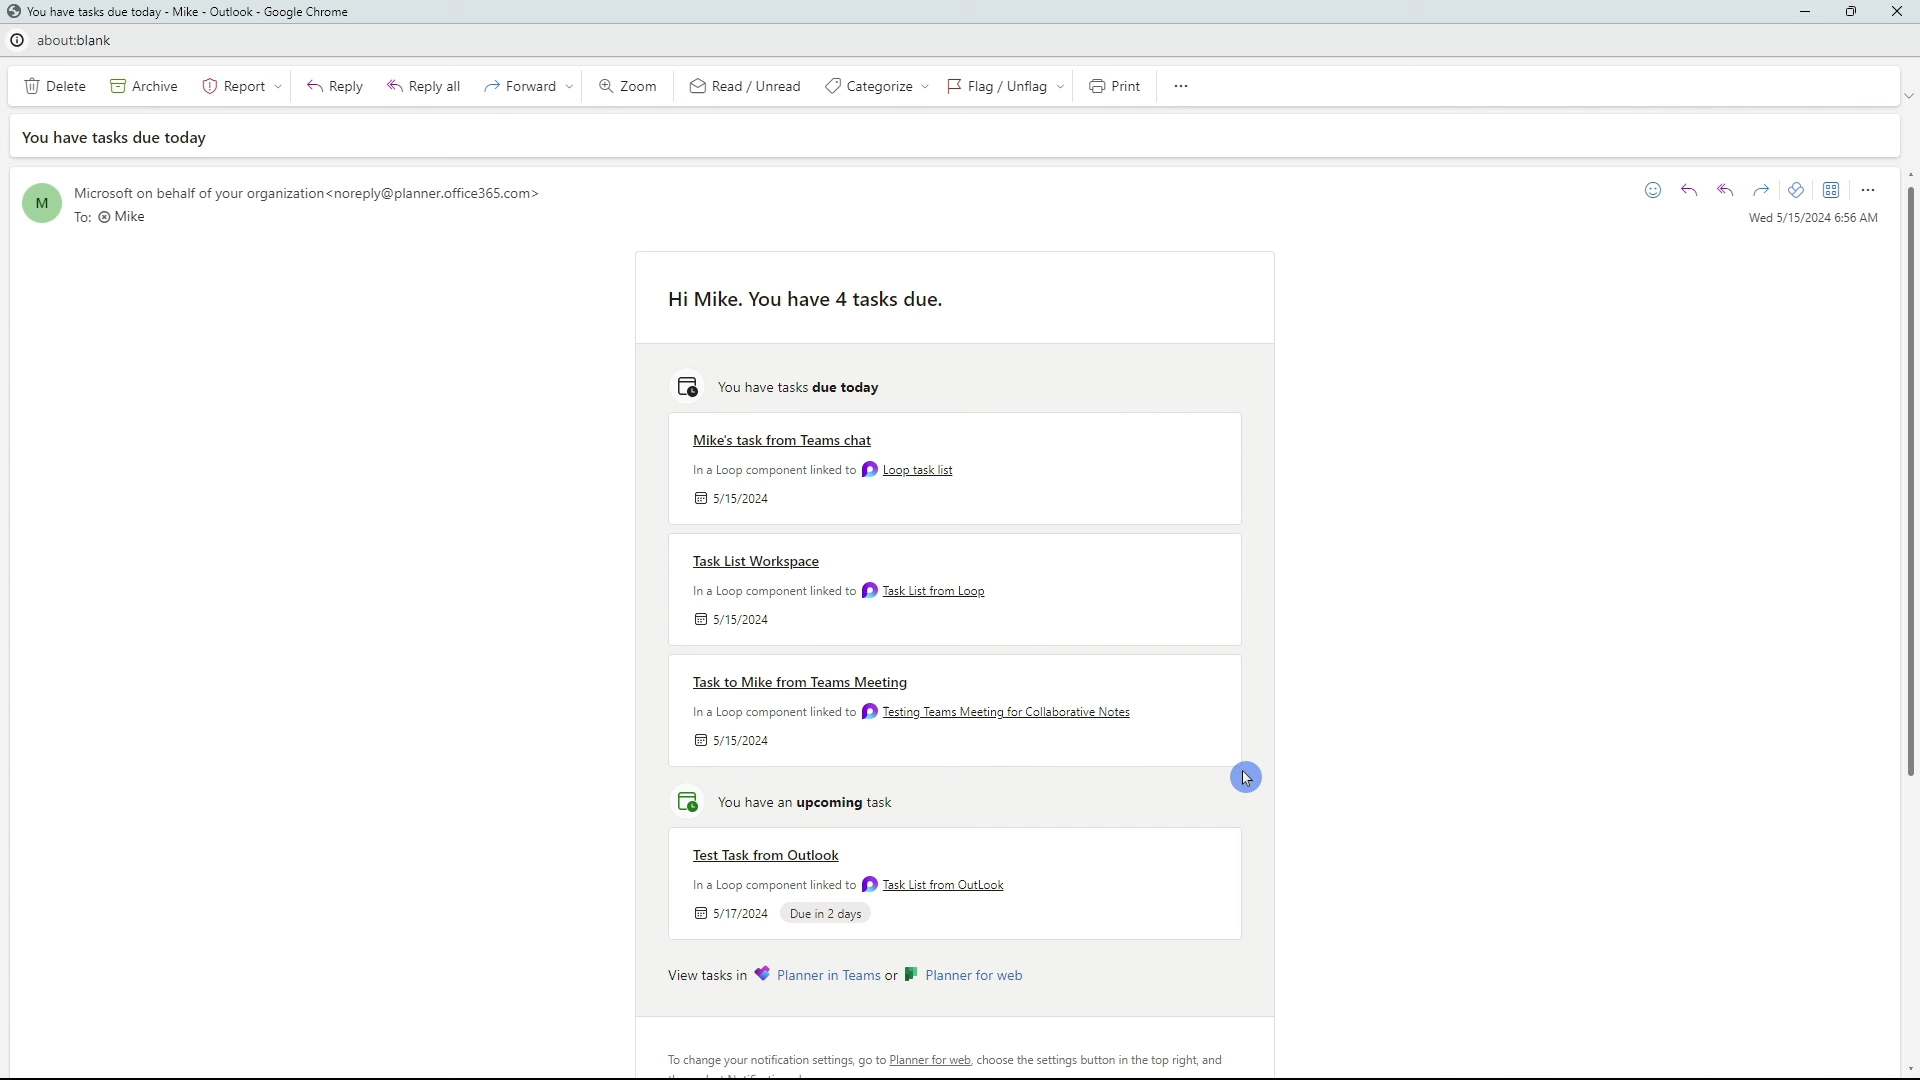 You have tasks due today - Mike - Outlook - Google Chrome
about:blank
Delete Archive Report Reply Reply all Forward Zoom Read / Unread Categorize Flag / Unflag Print
You have tasks due today
M
Microsoft on behalf of your organization<noreply@planner.office365.com>
To: Mike
Wed 5/15/2024 6:56 AM
Hi Mike. You have 4 tasks due.
You have tasks due today
Mike's task from Teams chat
In a Loop component linked to Loop task list
5/15/2024
Task List Workspace
In a Loop component linked to Task List from Loop
5/15/2024
Task to Mike from Teams Meeting
In a Loop component linked to Testing Teams Meeting for Collaborative Notes
5/15/2024
You have an upcoming task
Test Task from Outlook
In a Loop component linked to Task List from OutLook
5/17/2024 Due in 2 days
View tasks in Planner in Teams or Planner for web
To change your notification settings, go to Planner for web, choose the settings button in the top right, and